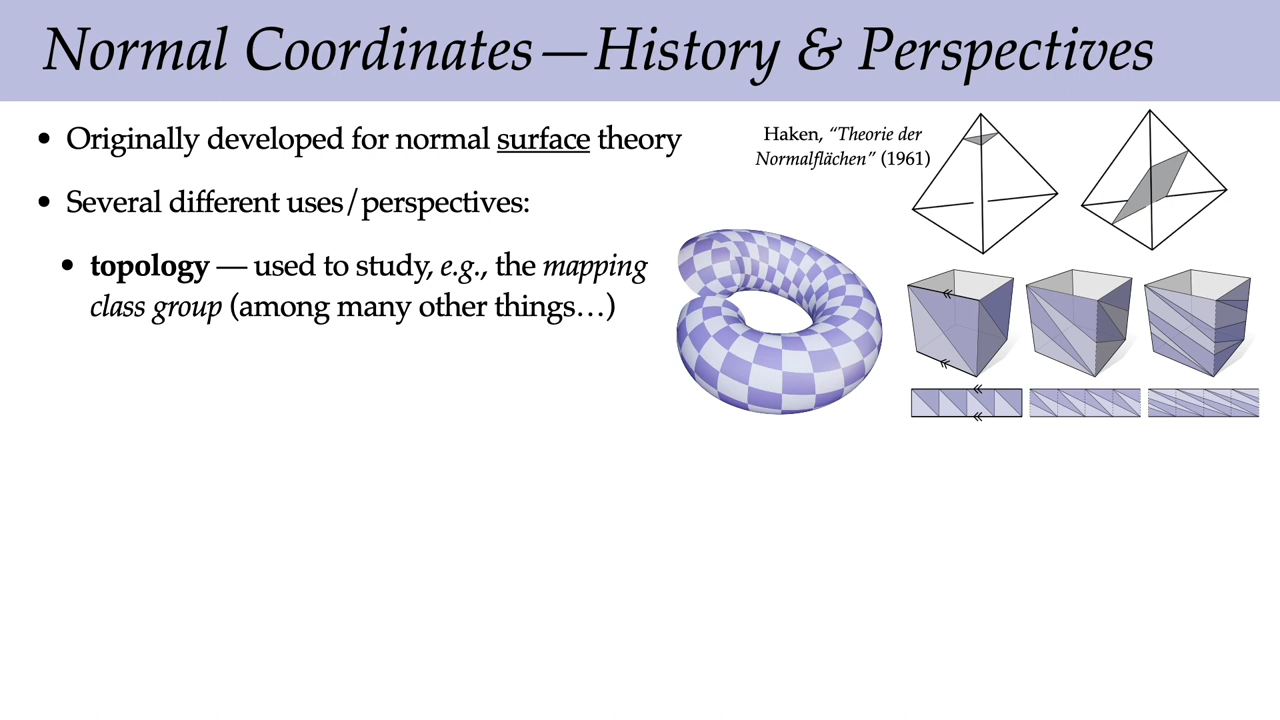 Normal Coordinates—History & Perspectives
• Originally developed for normal surface theory
• Several different uses/perspectives:
• topology — used to study, e.g., the mapping
class group (among many other things…)
Haken, “Theorie der
Normalflächen” (1961)